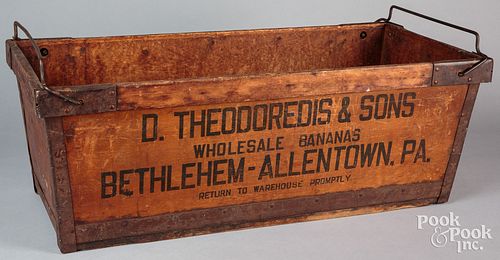 D. THEODOREDIS & SONS
WHOLESALE BANANAS
BETHLEHEM-ALLENTOWN, PA.
RETURN TO WAREHOUSE PROMPTLY
POOK
& POOK
INC.